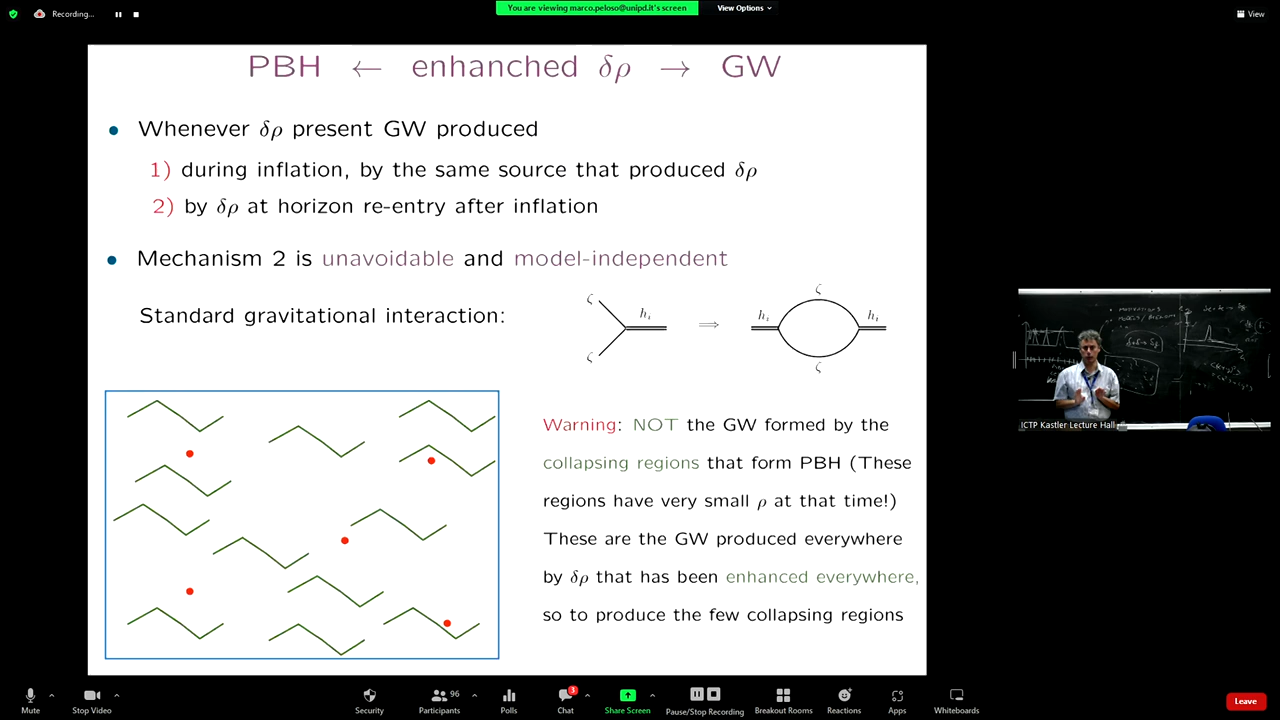 Recording...
You are viewing marco.peloso@unipd.it's screen
View Options
View
PBH ← enhanched δρ → GW
Whenever δρ present GW produced
1) during inflation, by the same source that produced δρ
2) by δρ at horizon re-entry after inflation
Mechanism 2 is unavoidable and model-independent
Standard gravitational interaction:
ζ
h_i
ζ
⟹
h_i
ζ
h_i
ζ
Warning: NOT the GW formed by the
collapsing regions that form PBH (These
regions have very small ρ at that time!)
These are the GW produced everywhere
by δρ that has been enhanced everywhere,
so to produce the few collapsing regions
ICTP Kastler Lecture Hall
Mute
Stop Video
Security
96
Participants
Polls
3
Chat
Share Screen
Pause/Stop Recording
Breakout Rooms
Reactions
Apps
Whiteboards
Leave